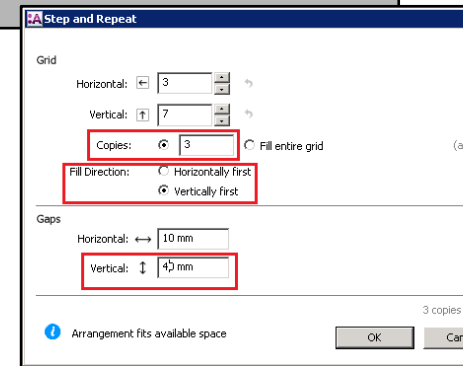 :A Step and Repeat
Grid
Horizontal: 3
Vertical: 7
Copies: 3 Fill entire grid (a
Fill Direction: Horizontally first
Vertically first
Gaps
Horizontal: 10 mm
Vertical: mm
3 copies
Arrangement fits available space
OK Car